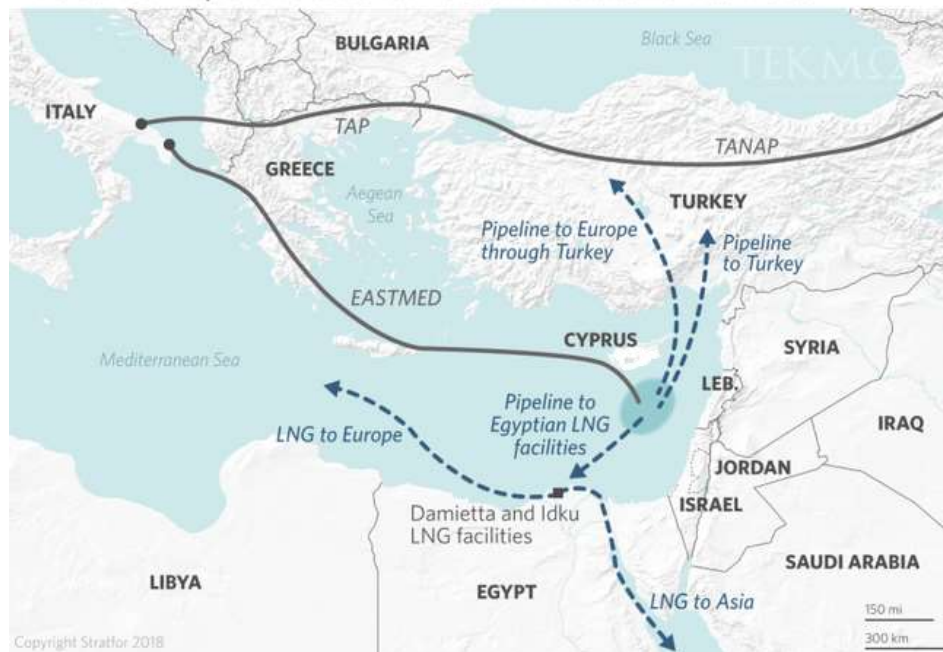 BULGARIA
Black Sea
TEKMΩ
ITALY
TAP
TANAP
GREECE
Aegean
Sea
TURKEY
Pipeline to Europe
through Turkey
Pipeline
to Turkey
EASTMED
CYPRUS
SYRIA
Mediterranean Sea
LEB.
Pipeline to
Egyptian LNG
facilities
IRAQ
LNG to Europe
JORDAN
ISRAEL
Damietta and Idku
LNG facilities
SAUDI ARABIA
LIBYA
EGYPT
LNG to Asia
150 mi
300 km
Copyright Stratfor 2018